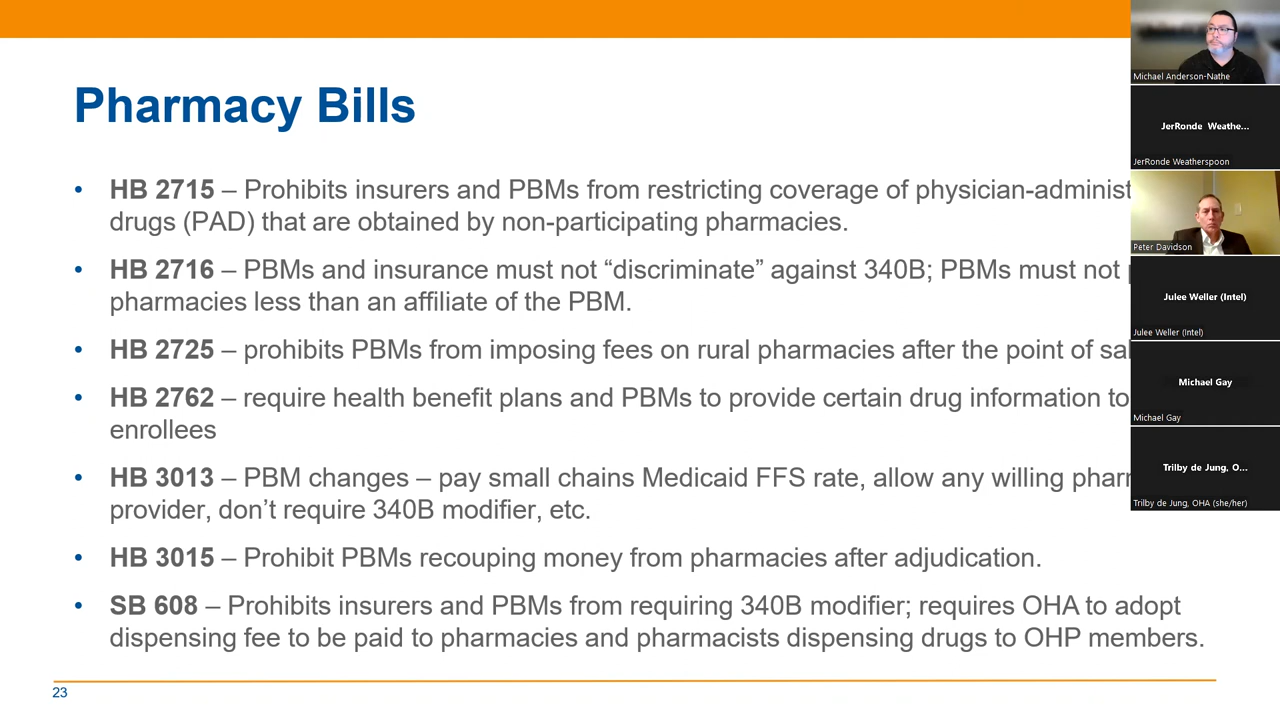 Pharmacy Bills
• HB 2715 – Prohibits insurers and PBMs from restricting coverage of physician-administ
drugs (PAD) that are obtained by non-participating pharmacies.
• HB 2716 – PBMs and insurance must not “discriminate” against 340B; PBMs must not
pharmacies less than an affiliate of the PBM.
• HB 2725 – prohibits PBMs from imposing fees on rural pharmacies after the point of sal
• HB 2762 – require health benefit plans and PBMs to provide certain drug information to
enrollees
• HB 3013 – PBM changes – pay small chains Medicaid FFS rate, allow any willing phar
provider, don’t require 340B modifier, etc.
• HB 3015 – Prohibit PBMs recouping money from pharmacies after adjudication.
• SB 608 – Prohibits insurers and PBMs from requiring 340B modifier; requires OHA to adopt
dispensing fee to be paid to pharmacies and pharmacists dispensing drugs to OHP members.
23
Michael Anderson-Nathe
JerRonde Weathe...
JerRonde Weatherspoon
Peter Davidson
Julee Weller (Intel)
Julee Weller (Intel)
Michael Gay
Michael Gay
Trilby de Jung, O...
Trilby de Jung, OHA (she/her)